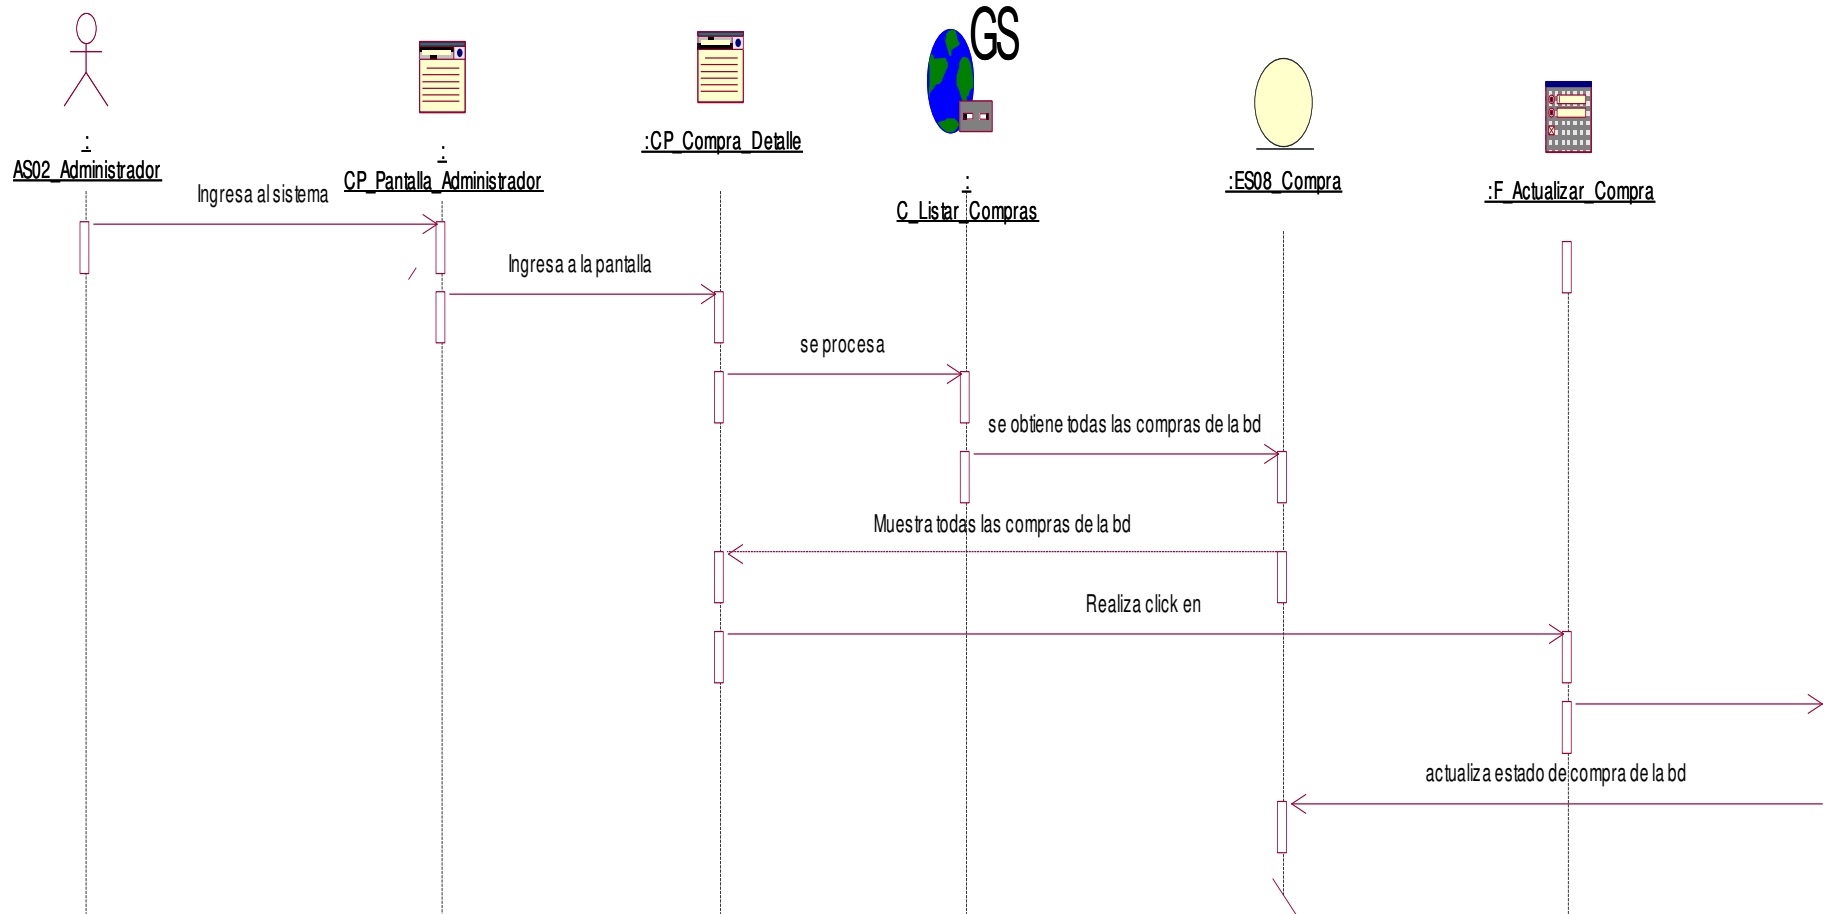 GS
:
AS02_Administrador
:
CP_Pantalla_Administrador
:CP_Compra_Detalle
:
C_Listar_Compras
:ES08_Compra
:F_Actualizar_Compra
Ingresa al sistema
Ingresa a la pantalla
se procesa
se obtiene todas las compras de la bd
Muestra todas las compras de la bd
Realiza click en
actualiza estado de compra de la bd